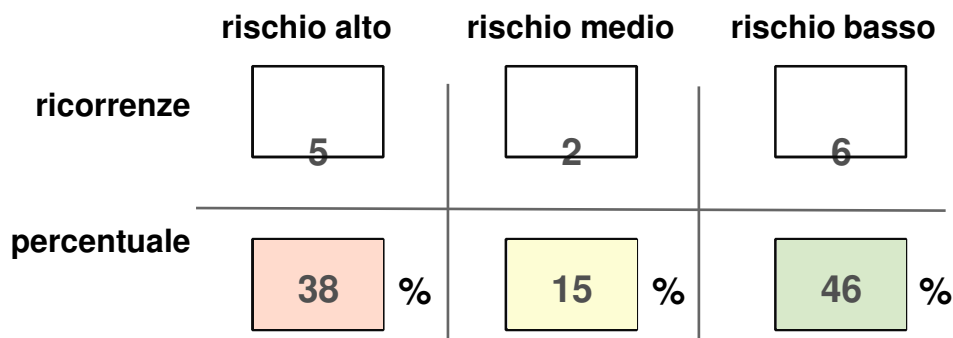 rischio alto rischio medio rischio basso
ricorrenze
5 2 6
percentuale
38 % 15 % 46 %